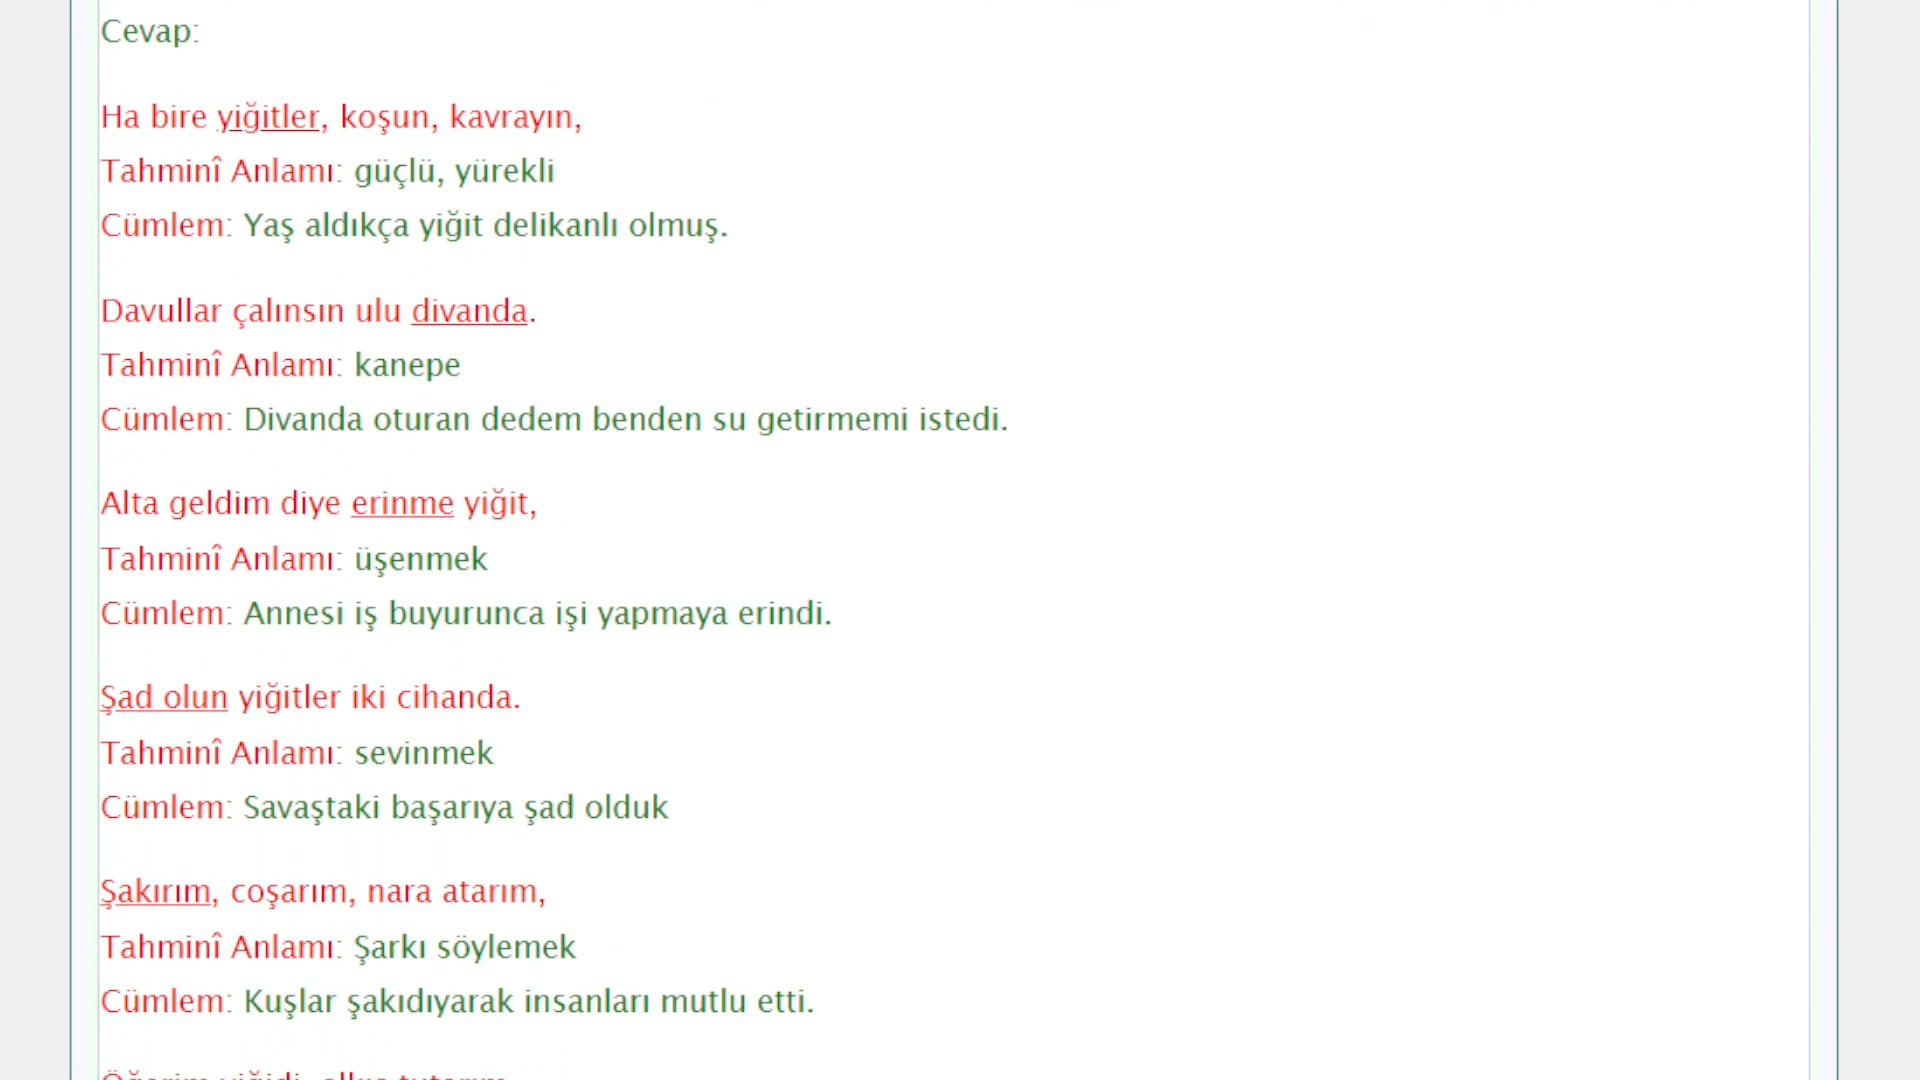 Cevap:
Ha bire yiğitler, koşun, kavrayın,
Tahminî Anlamı: güçlü, yürekli
Cümlem: Yaş aldıkça yiğit delikanlı olmuş.
Davullar çalınsın ulu divanda.
Tahminî Anlamı: kanepe
Cümlem: Divanda oturan dedem benden su getirmemi istedi.
Alta geldim diye erinme yiğit,
Tahminî Anlamı: üşenmek
Cümlem: Annesi iş buyurunca işi yapmaya erindi.
Şad olun yiğitler iki cihanda.
Tahminî Anlamı: sevinmek
Cümlem: Savaştaki başarıya şad olduk
Şakırım, coşarım, nara atarım,
Tahminî Anlamı: Şarkı söylemek
Cümlem: Kuşlar şakıdıyarak insanları mutlu etti.